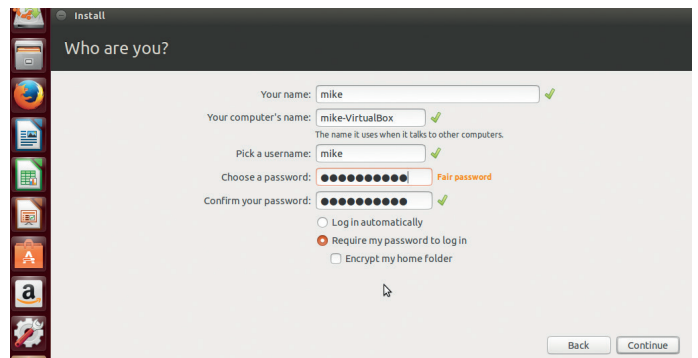 Install
Who are you?
Your name: mike
Your computer's name: mike-VirtualBox
The name it uses when it talks to other computers.
Pick a username: mike
Choose a password: ●●●●●●●●●● Fair password
Confirm your password: ●●●●●●●●●●
Log in automatically
Require my password to log in
Encrypt my home folder
A
a
Back Continue